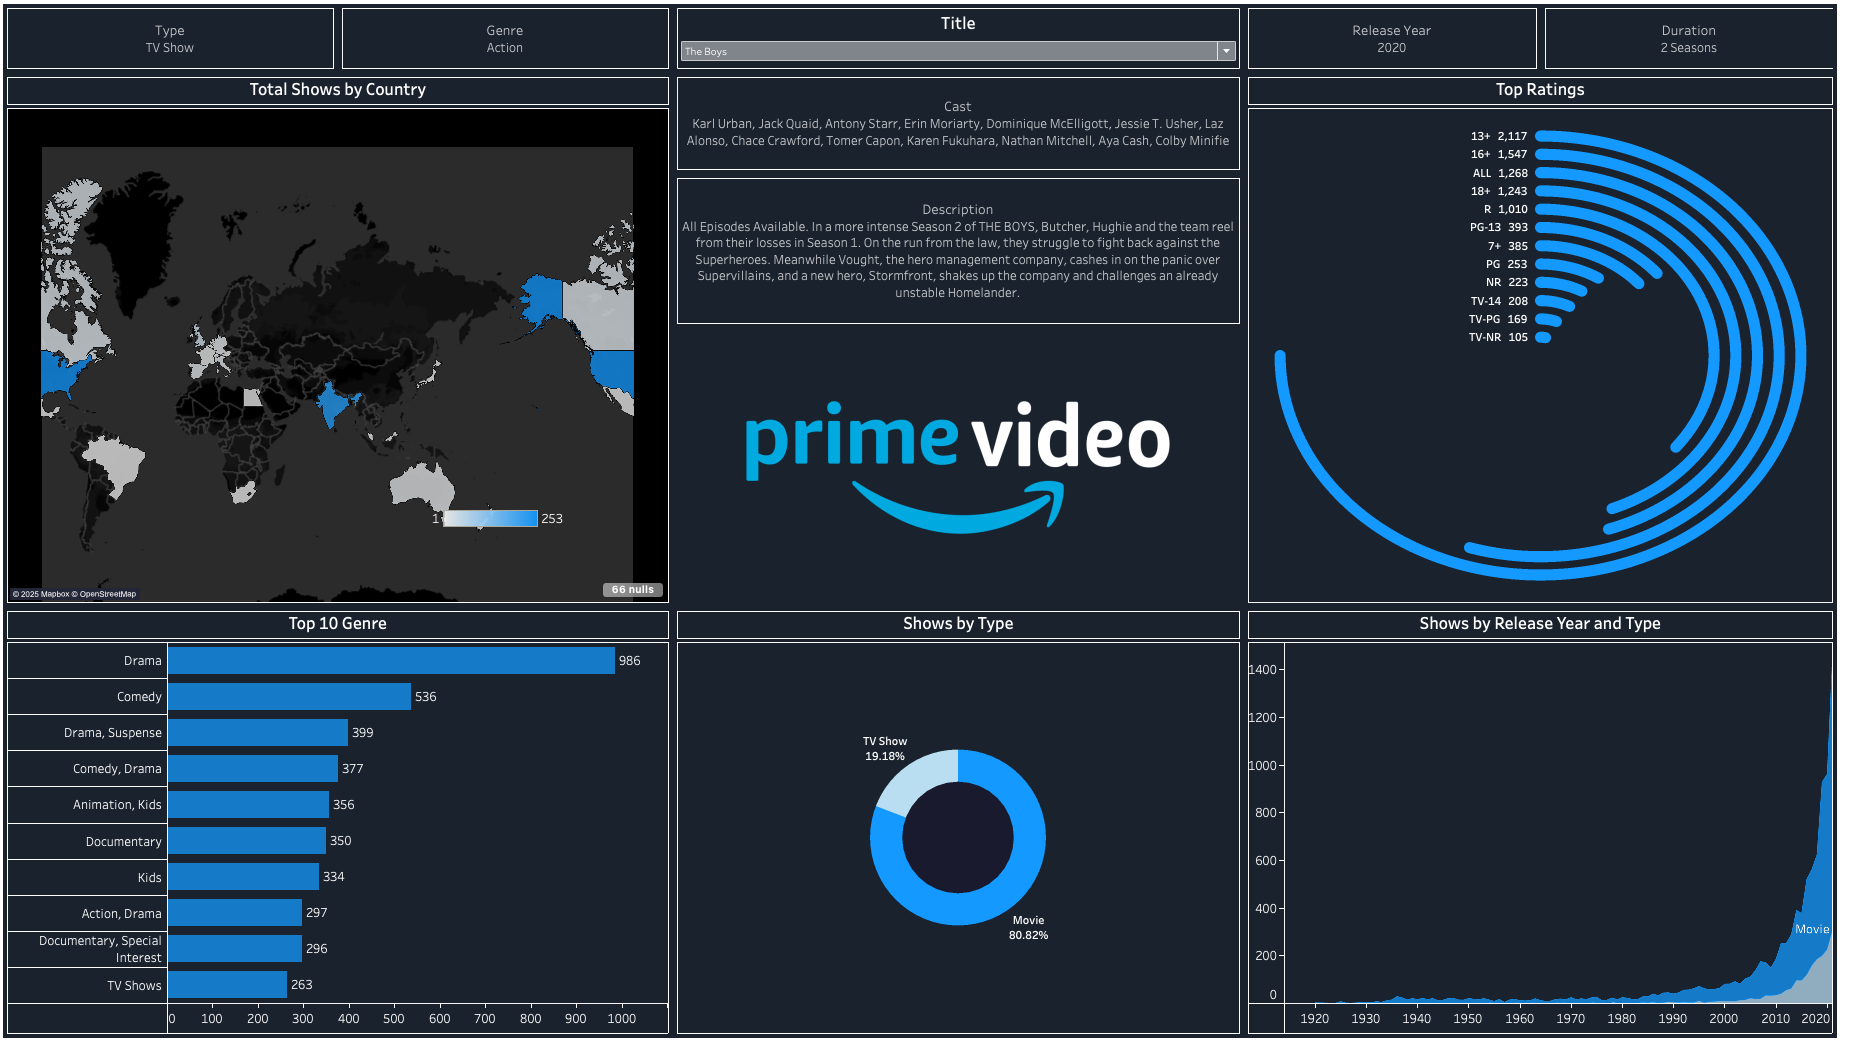 Type
TV Show
Genre
Action
Title
The Boys
Release Year
2020
Duration
2 Seasons
Total Shows by Country
1
253
© 2025 Mapbox © OpenStreetMap
66 nulls
Cast
Karl Urban, Jack Quaid, Antony Starr, Erin Moriarty, Dominique McElligott, Jessie T. Usher, Laz
Alonso, Chace Crawford, Tomer Capon, Karen Fukuhara, Nathan Mitchell, Aya Cash, Colby Minifie
Description
All Episodes Available. In a more intense Season 2 of THE BOYS, Butcher, Hughie and the team reel
from their losses in Season 1. On the run from the law, they struggle to fight back against the
Superheroes. Meanwhile Vought, the hero management company, cashes in on the panic over
Supervillains, and a new hero, Stormfront, shakes up the company and challenges an already
unstable Homelander.
prime video
Top Ratings
13+ 2,117
16+ 1,547
ALL 1,268
18+ 1,243
R 1,010
PG-13 393
7+ 385
PG 253
NR 223
TV-14 208
TV-PG 169
TV-NR 105
Top 10 Genre
Drama 986
Comedy 536
Drama, Suspense 399
Comedy, Drama 377
Animation, Kids 356
Documentary 350
Kids 334
Action, Drama 297
Documentary, Special
Interest 296
TV Shows 263
0 100 200 300 400 500 600 700 800 900 1000
Shows by Type
TV Show
19.18%
Movie
80.82%
Shows by Release Year and Type
1400
1200
1000
800
600
400
200
0
Movie
1920 1930 1940 1950 1960 1970 1980 1990 2000 2010 2020